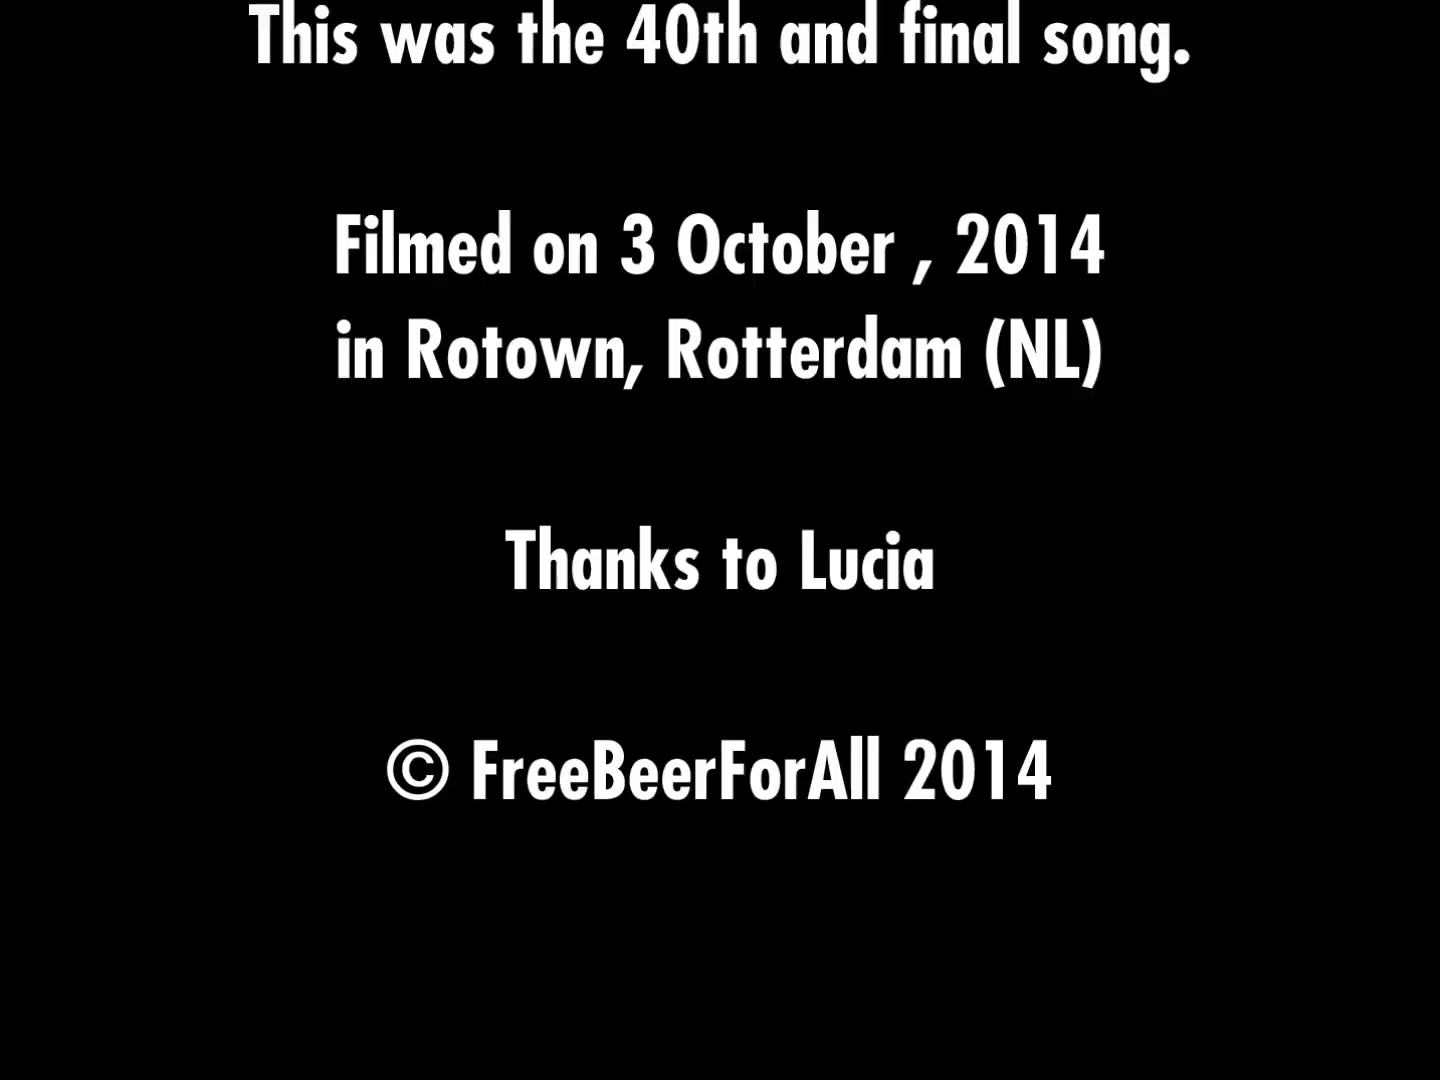 This was the 40th and final song.
Filmed on 3 October , 2014
in Rotown, Rotterdam (NL)
Thanks to Lucia
© FreeBeerForAll 2014